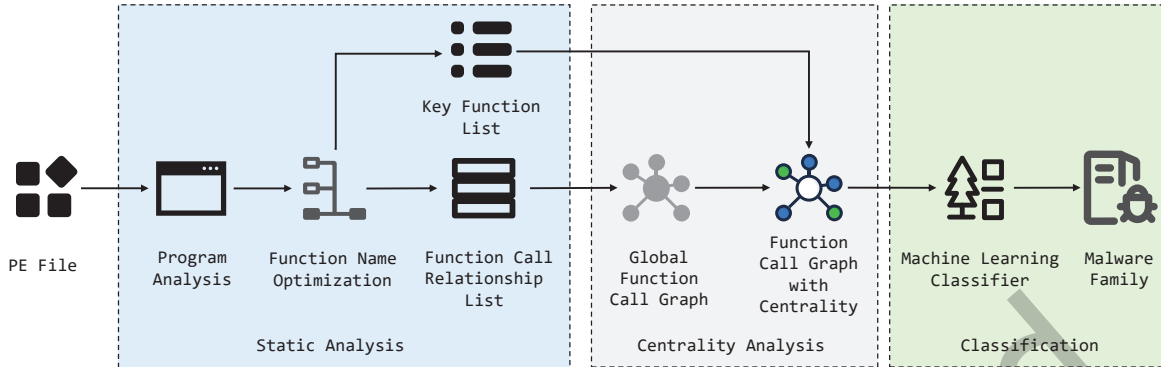 Key Function
List
PE File
Program
Analysis
Function Name
Optimization
Function Call
Relationship
List
Global
Function
Call Graph
Function
Call Graph
with
Centrality
Machine Learning
Classifier
Malware
Family
Static Analysis
Centrality Analysis
Classification